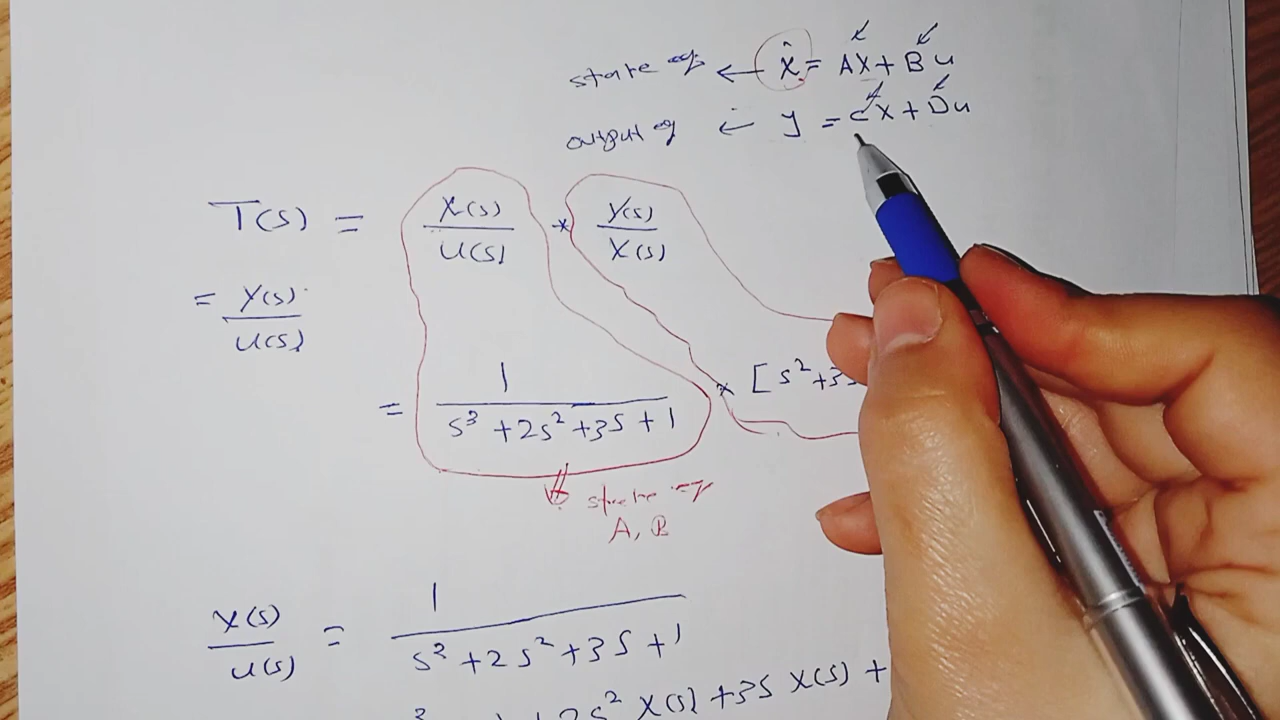 state eq ← ẋ = AX + Bu
output eq ← y = CX + Du
T(s) = X(s)/U(s) * Y(s)/X(s)
= Y(s)/U(s)
= 1/(s³ + 2s² + 3s + 1) * [s² + 3s
state eq
A, B
X(s)/U(s) = 1/(s³ + 2s² + 3s + 1)
2s² X(s) + 3s X(s) +